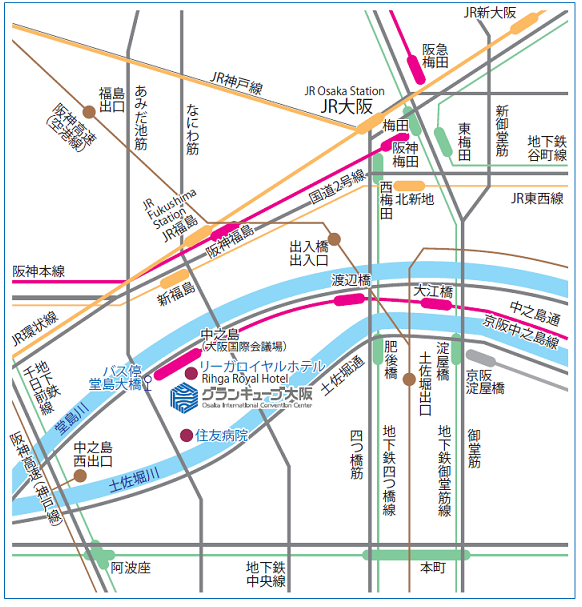 JR新大阪
阪急
梅田
JR神戸線
JR Osaka Station
JR大阪
福島
出口
阪神高速
(空港線)
あみだ池筋
なにわ筋
梅田
阪神
梅田
東梅田
新御堂筋
地下鉄
谷町線
国道2号線
西梅田
北新地
JR東西線
JR
Fukushima
Station
JR福島
阪神福島
出入橋
出入口
阪神本線
新福島
渡辺橋
大江橋
中之島通
京阪中之島線
JR環状線
中之島
(大阪国際会議場)
リーガロイヤルホテル
Rihga Royal Hotel
バス停
堂島大橋
グランキューブ大阪
Osaka International Convention Center
土佐堀通
肥後橋
淀屋橋
土佐堀出口
京阪
淀屋橋
地下鉄
千日前線
堂島川
住友病院
阪神高速(神戸線)
中之島
西出口
土佐堀川
四つ橋筋
地下鉄四つ橋線
地下鉄御堂筋線
御堂筋
阿波座
地下鉄
中央線
本町